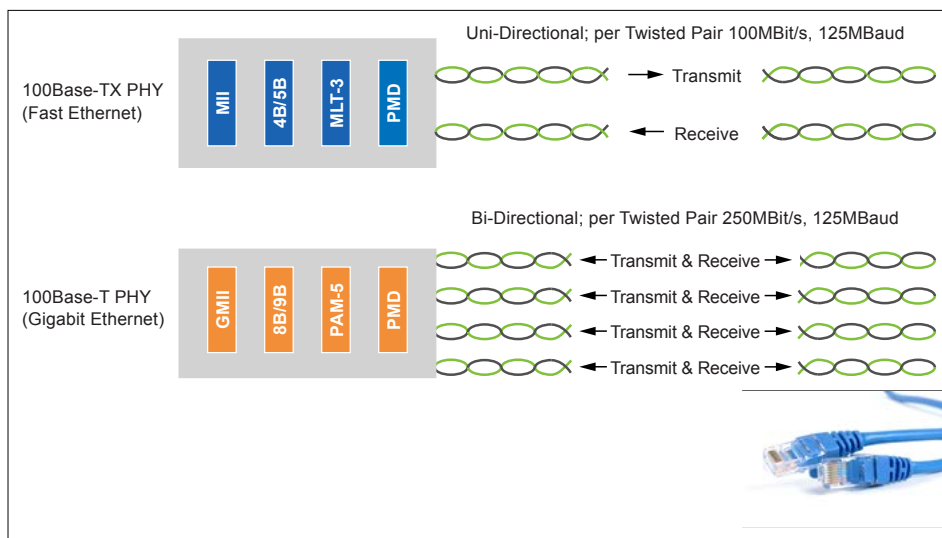 Uni-Directional; per Twisted Pair 100MBit/s, 125MBaud
100Base-TX PHY
(Fast Ethernet)
MII
4B/5B
MLT-3
PMD
Transmit
Receive
Bi-Directional; per Twisted Pair 250MBit/s, 125MBaud
100Base-T PHY
(Gigabit Ethernet)
GMII
8B/9B
PAM-5
PMD
Transmit & Receive
Transmit & Receive
Transmit & Receive
Transmit & Receive